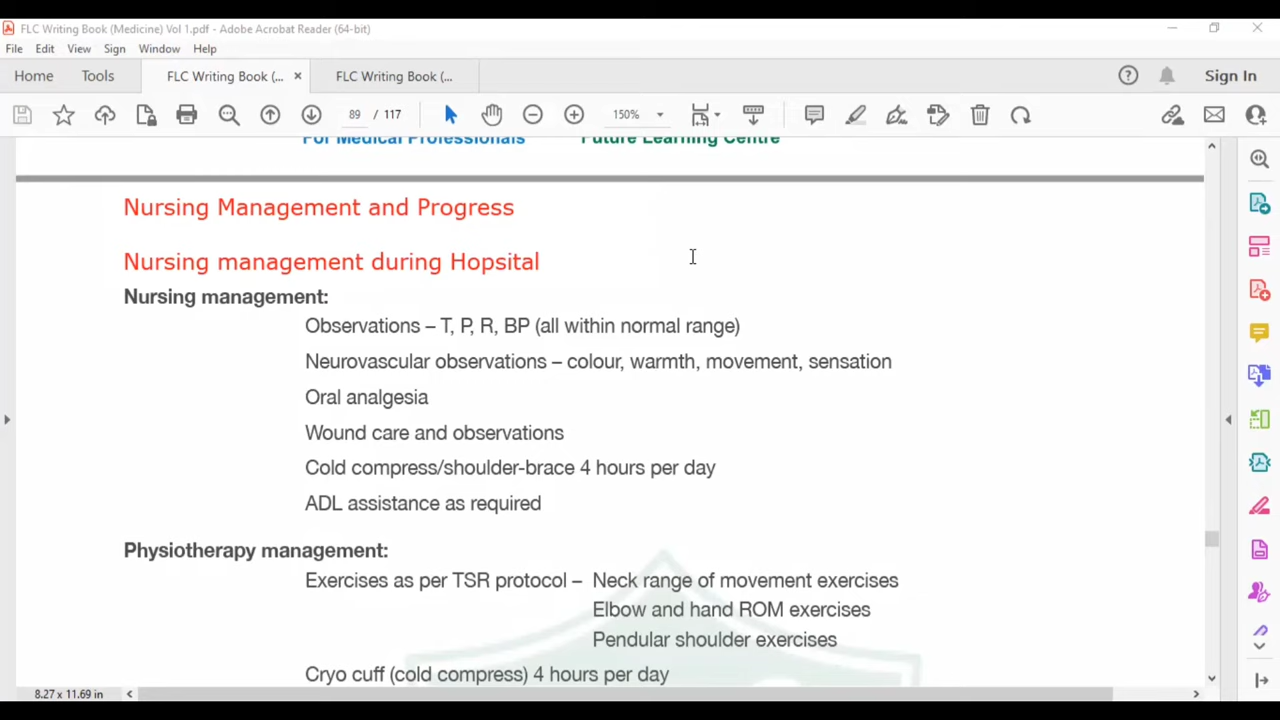 FLC Writing Book (Medicine) Vol 1.pdf - Adobe Acrobat Reader (64-bit)
File Edit View Sign Window Help
Home Tools FLC Writing Book (... × FLC Writing Book (... Sign In
89 / 117 150%
For Medical Professionals Future Learning Centre
Nursing Management and Progress
Nursing management during Hopsital
Nursing management:
Observations – T, P, R, BP (all within normal range)
Neurovascular observations – colour, warmth, movement, sensation
Oral analgesia
Wound care and observations
Cold compress/shoulder-brace 4 hours per day
ADL assistance as required
Physiotherapy management:
Exercises as per TSR protocol – Neck range of movement exercises
Elbow and hand ROM exercises
Pendular shoulder exercises
Cryo cuff (cold compress) 4 hours per day
8.27 x 11.69 in